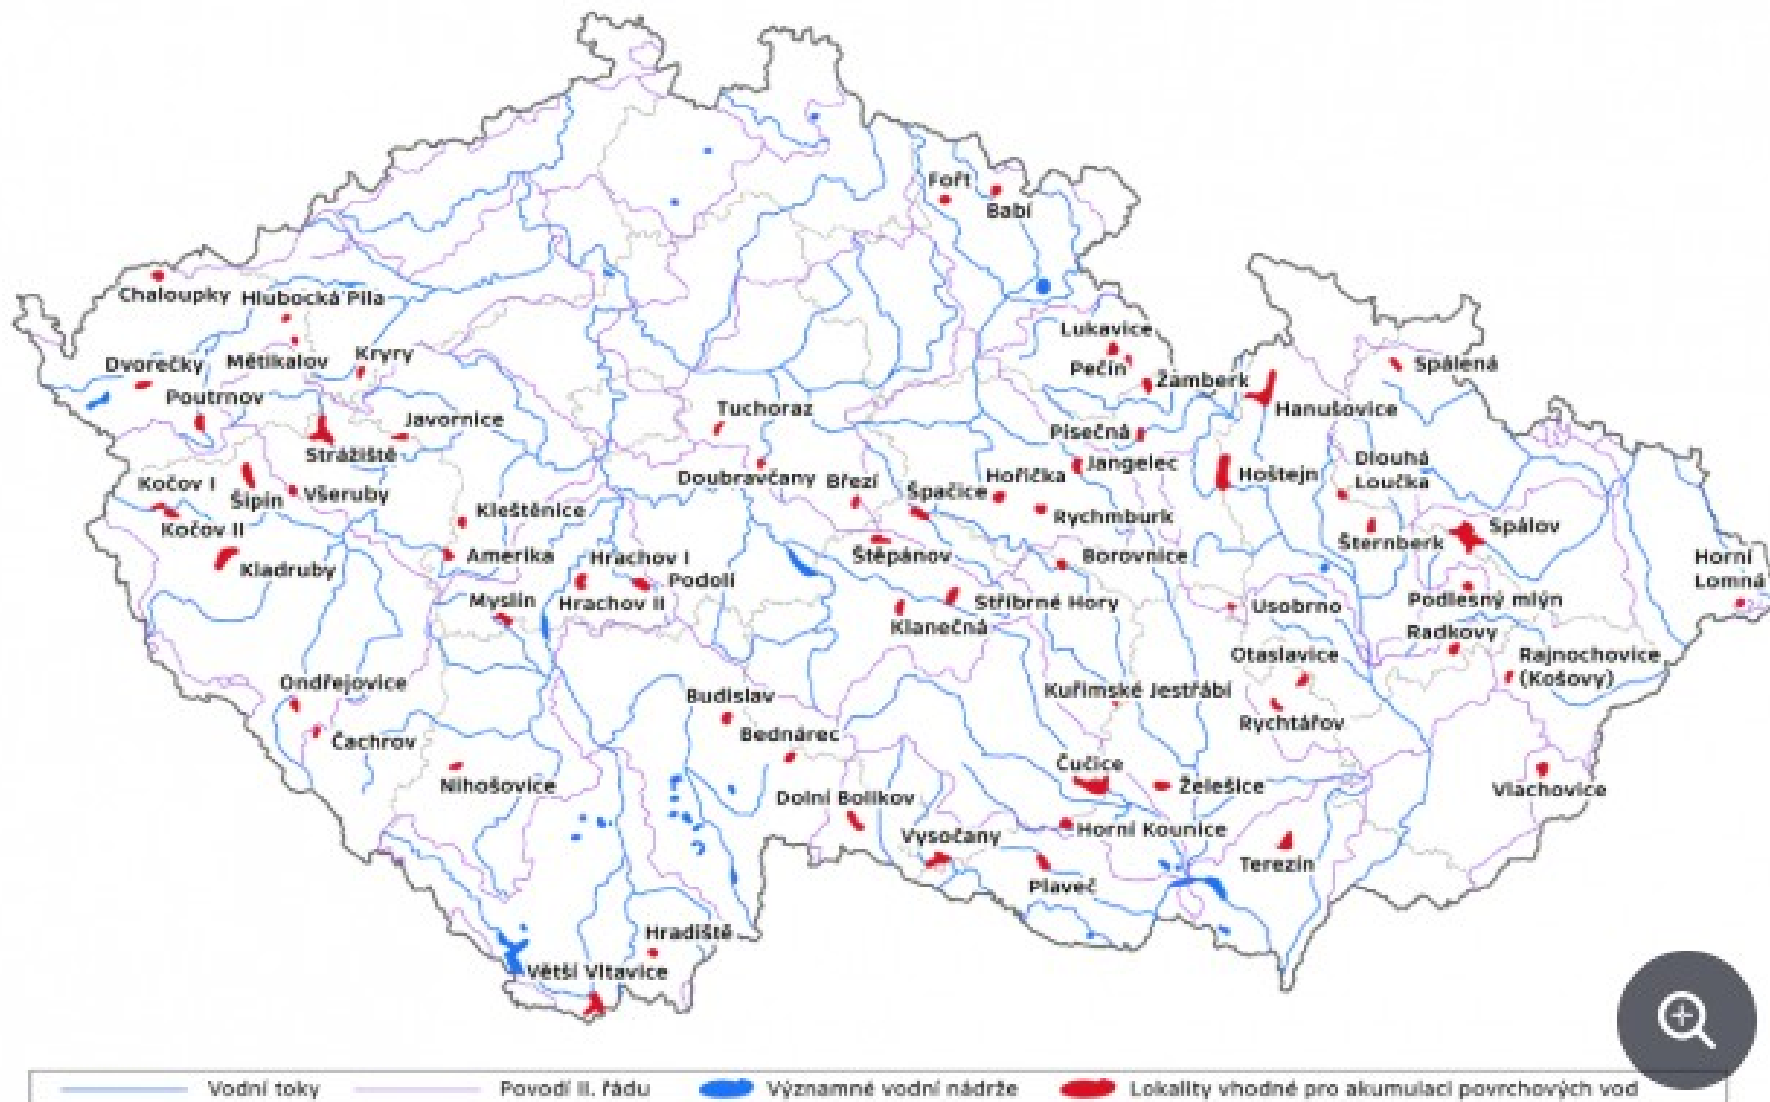 Fořt
Babí
Chaloupky
Hlubocká Pila
Lukavice
Dvorečky
Mětikalov
Kryry
Pečín
Žamberk
Spálená
Poutrnov
Javornice
Tuchoraz
Hanušovice
Strážiště
Písečná
Doubravčany
Březí
Špačice
Hořička
Jangelec
Hoštejn
Dlouhá
Loučka
Kočov I
Šipín
Všeruby
Kočov II
Kleštěnice
Rychmburk
Šternberk
Spálov
Kladruby
Amerika
Hrachov I
Podolí
Štěpánov
Borovnice
Horní
Lomná
Myslín
Hrachov II
Klanečná
Stříbrné Hory
Usobrno
Podlesný mlýn
Radkovy
Ondřejovice
Budislav
Kuřimské Jestřábí
Otaslavice
Rajnochovice
(Košovy)
Čachrov
Bednárec
Rychtářov
Nihošovice
Dolní Bolíkov
Čučice
Želešice
Vlachovice
Vysočany
Horní Kounice
Plaveč
Terezín
Hradiště
Větší Vltavice
Vodní toky
Povodí II. řádu
Významné vodní nádrže
Lokality vhodné pro akumulaci povrchových vod